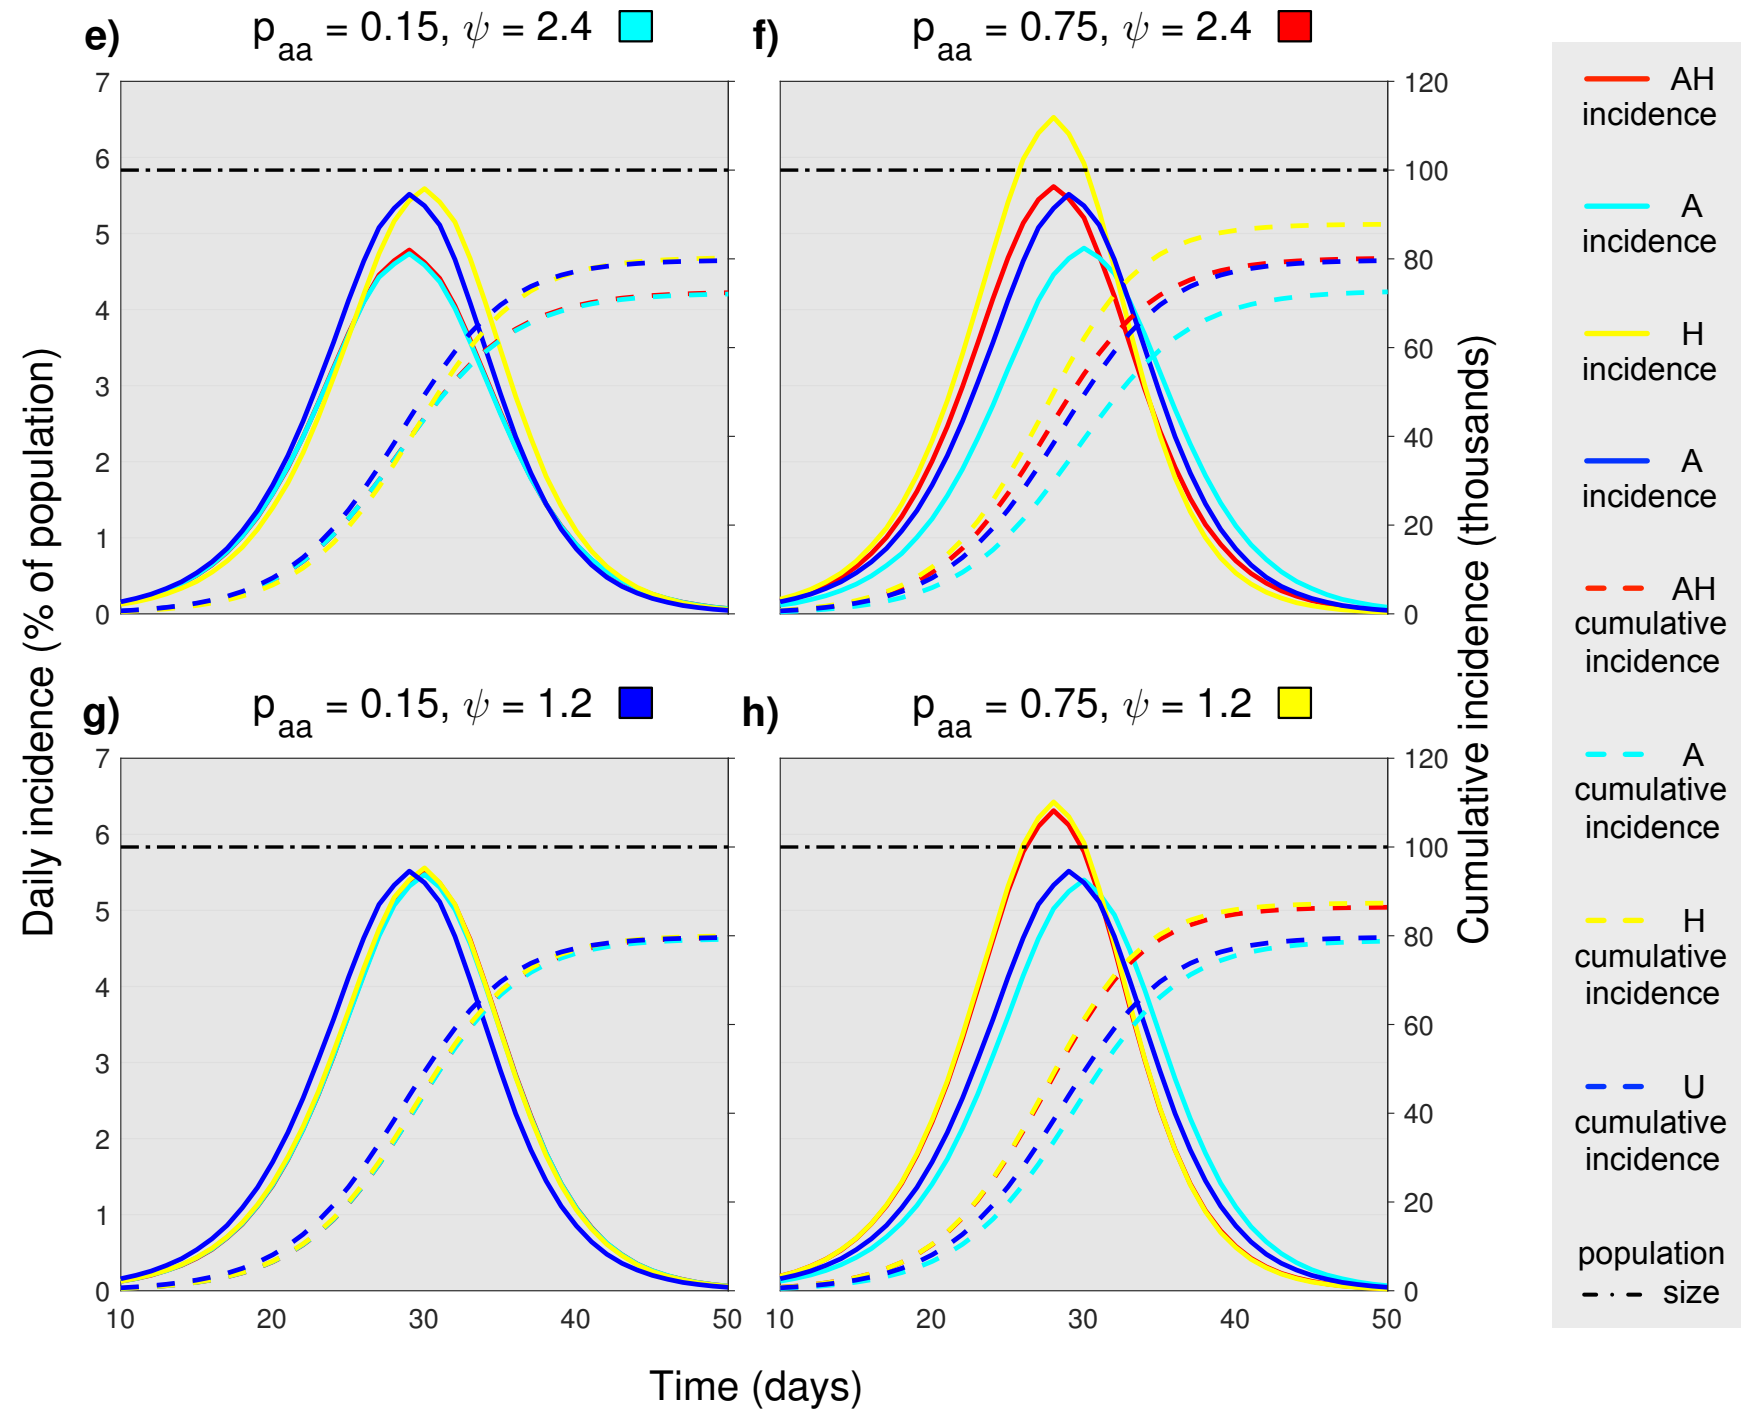 e) p_aa = 0.15, ψ = 2.4
f) p_aa = 0.75, ψ = 2.4
7
6
5
4
3
2
1
0
120
100
80
60
40
20
0
g) p_aa = 0.15, ψ = 1.2
h) p_aa = 0.75, ψ = 1.2
7
6
5
4
3
2
1
0
120
100
80
60
40
20
0
10 20 30 40 50
10 20 30 40 50
Daily incidence (% of population)
Cumulative incidence (thousands)
Time (days)
AH
incidence
A
incidence
H
incidence
A
incidence
AH
cumulative
incidence
A
cumulative
incidence
H
cumulative
incidence
U
cumulative
incidence
population
size